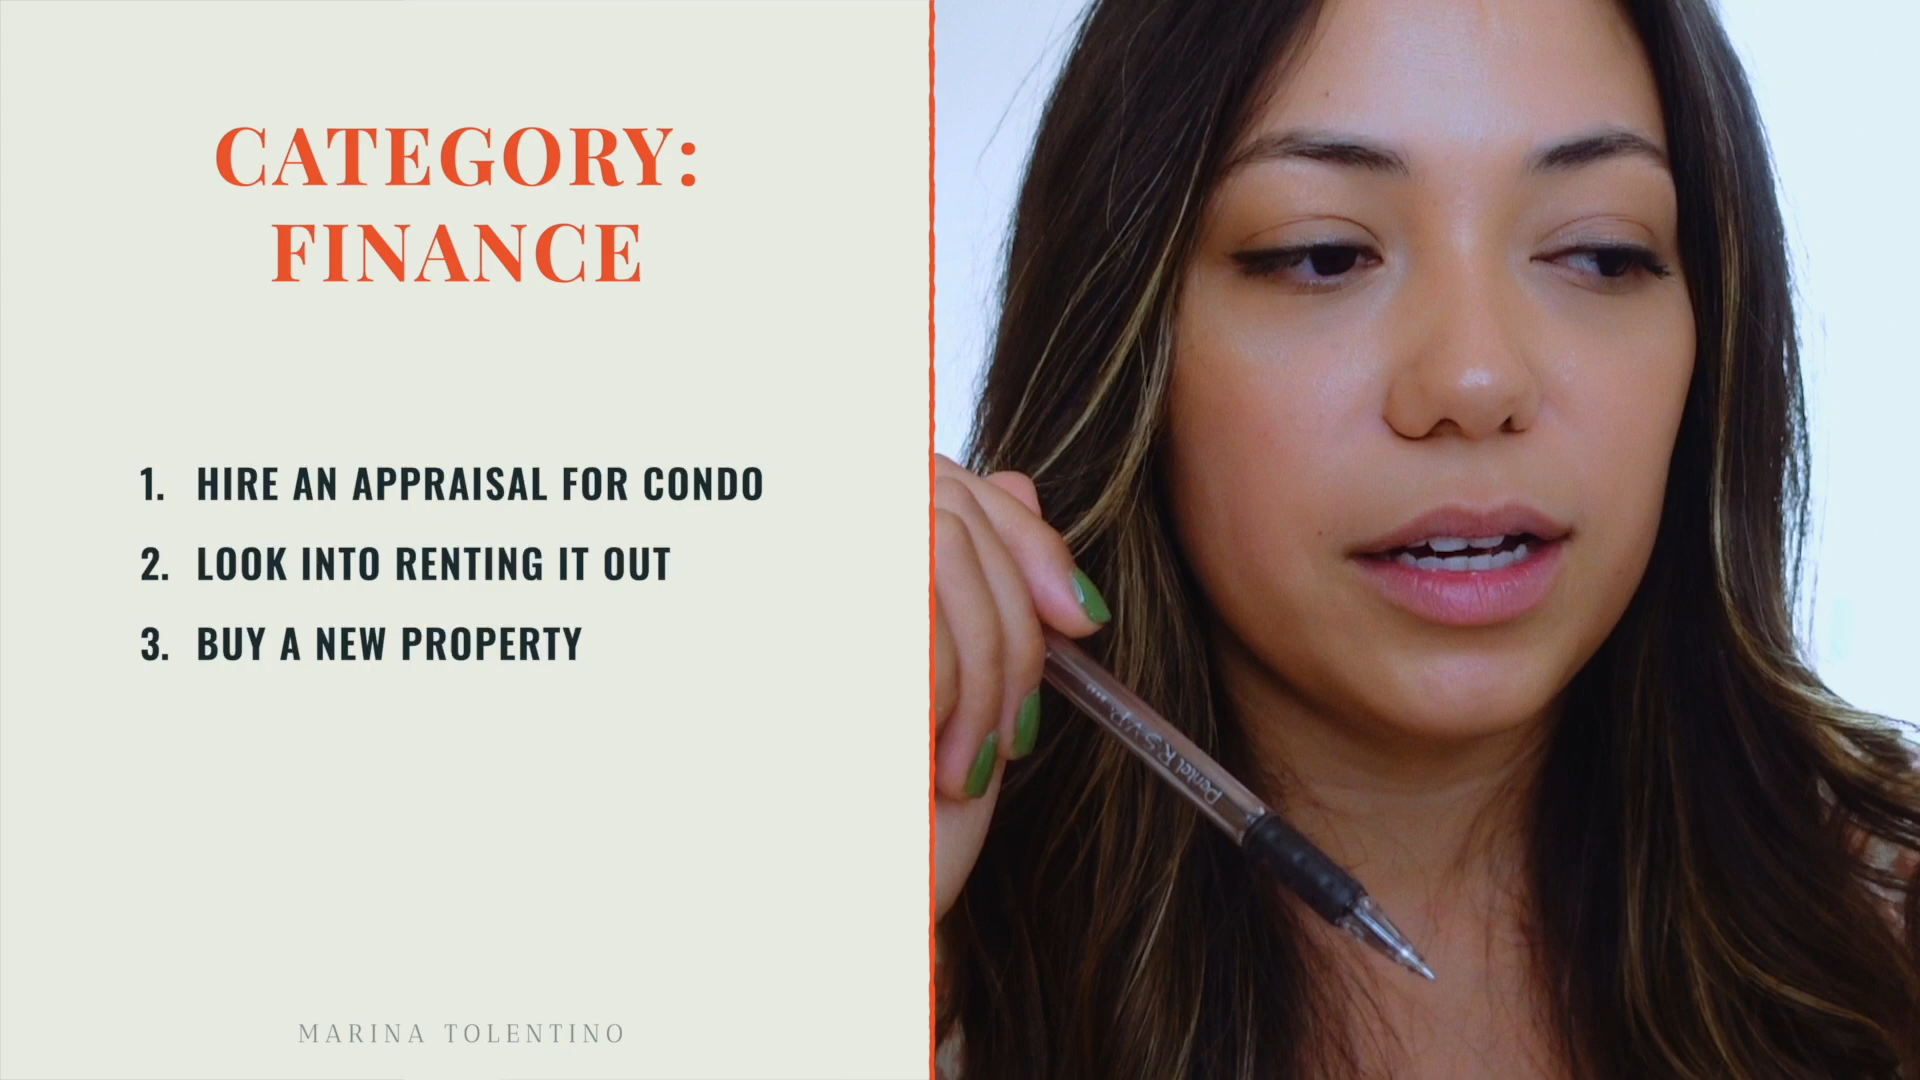 CATEGORY:
FINANCE
1. HIRE AN APPRAISAL FOR CONDO
2. LOOK INTO RENTING IT OUT
3. BUY A NEW PROPERTY
MARINA TOLENTINO
Pentel R.S.V.P.